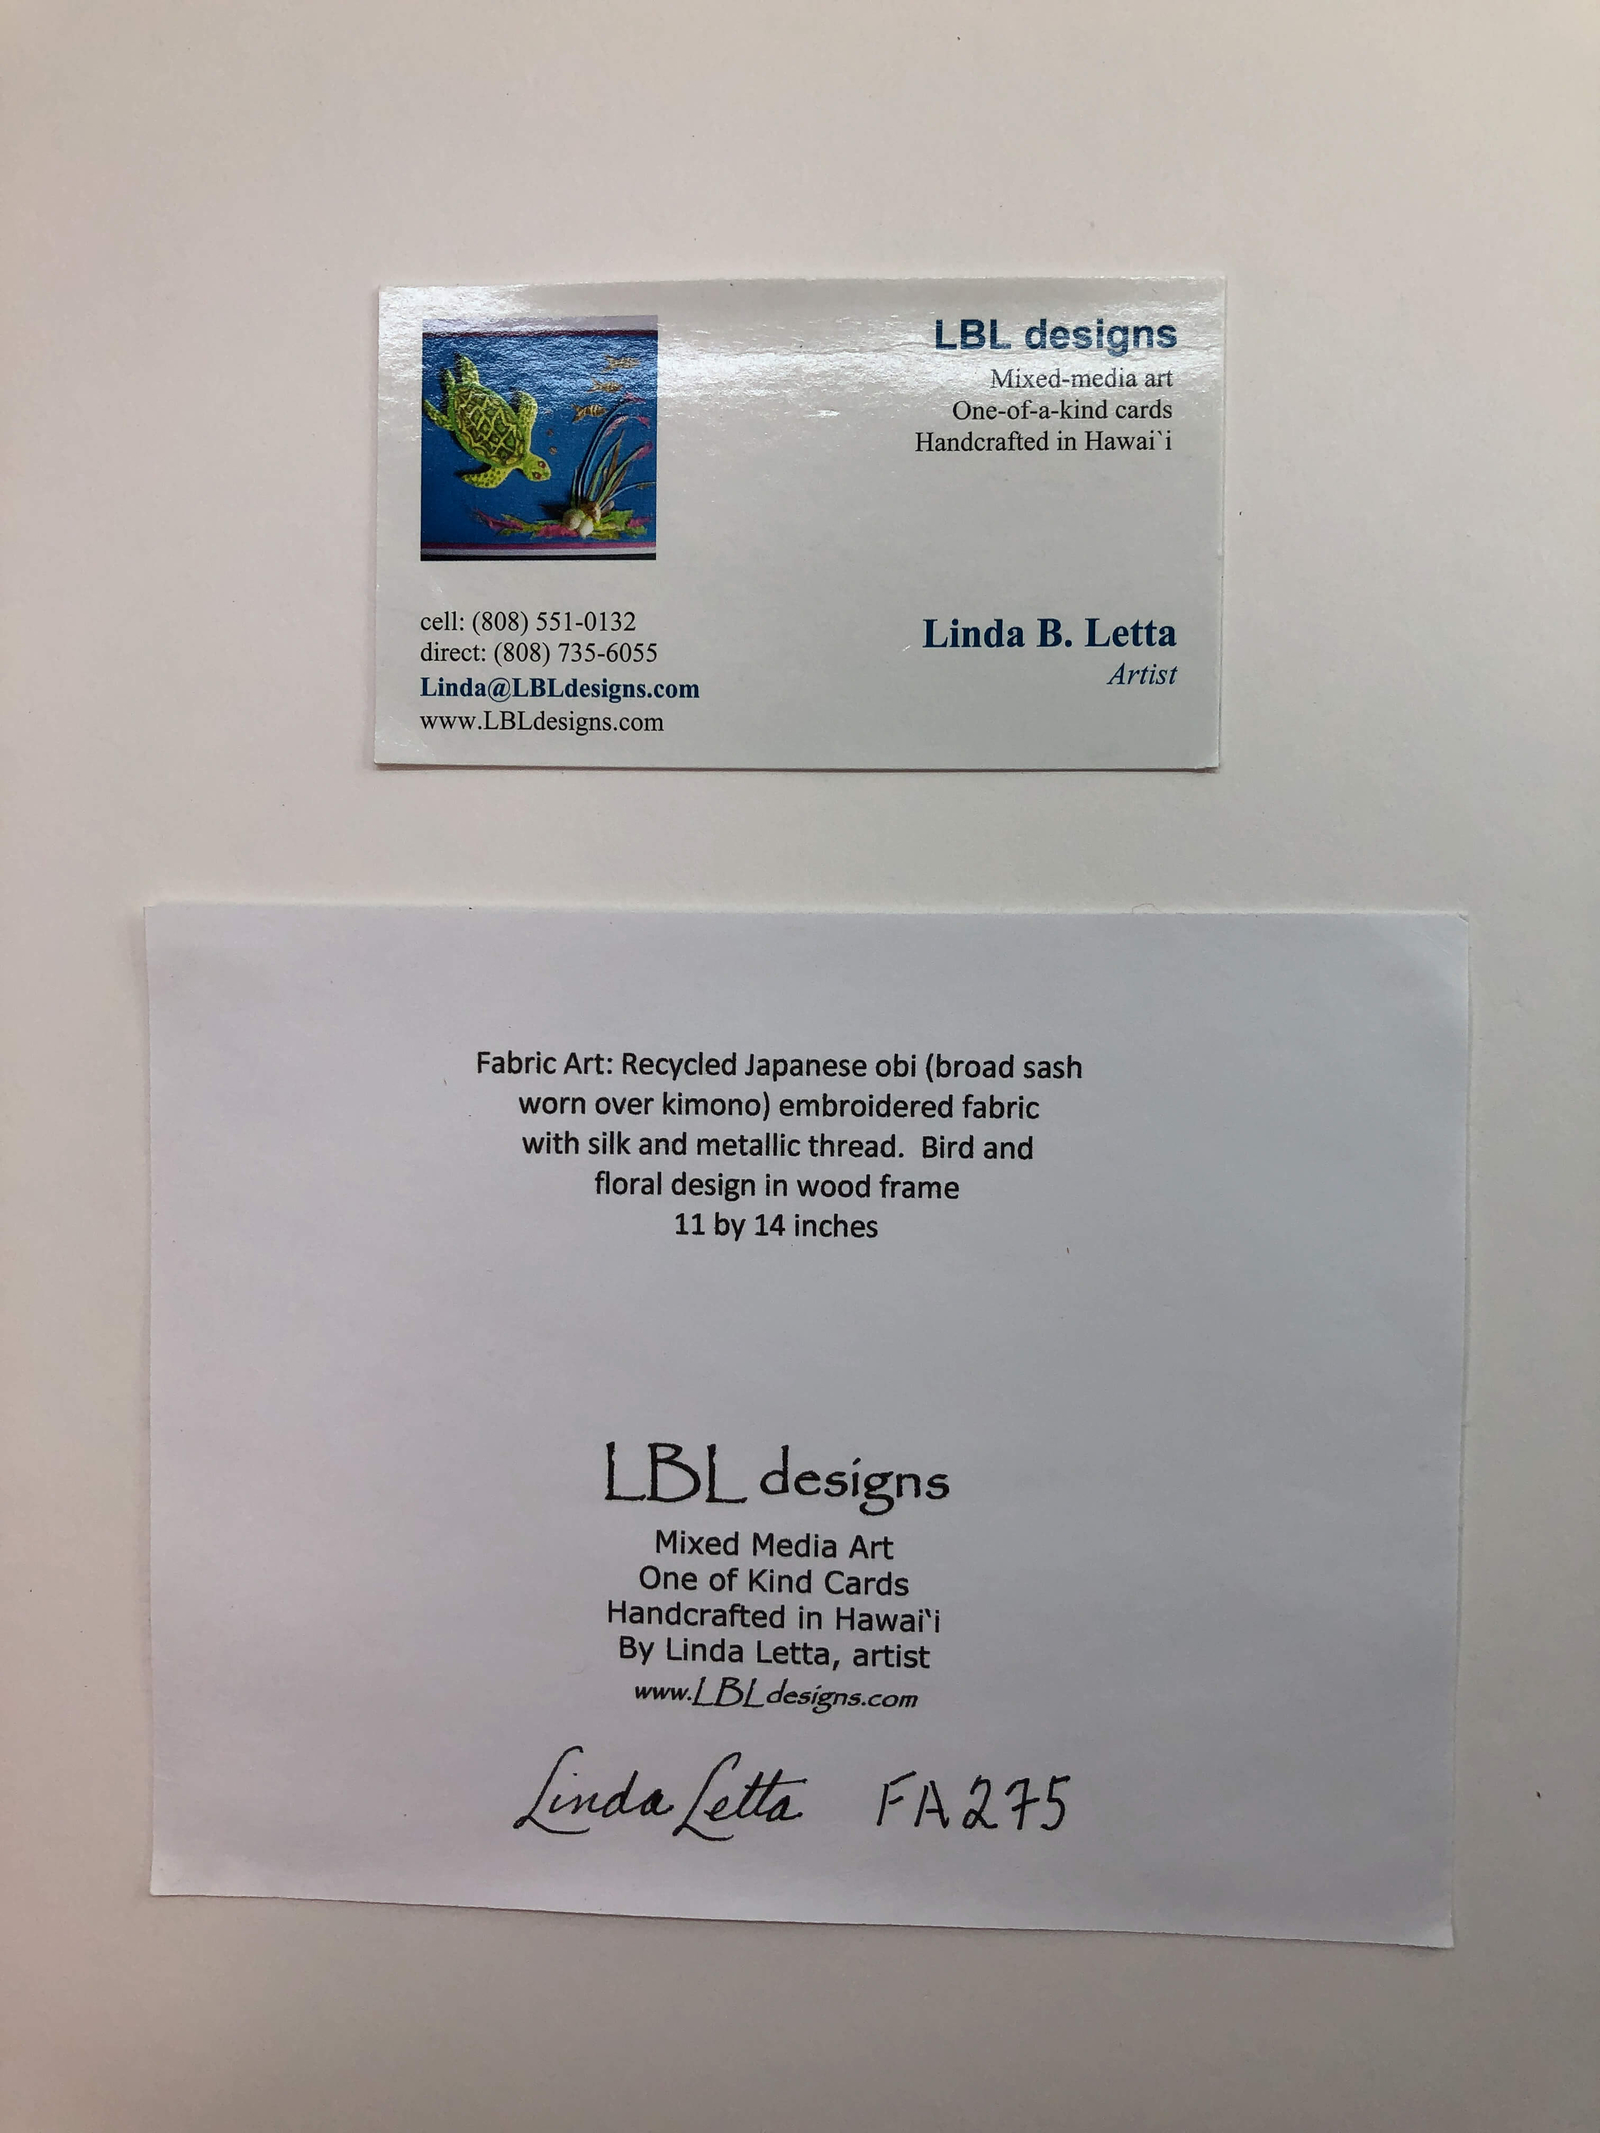 LBL designs
Mixed-media art
One-of-a-kind cards
Handcrafted in Hawai`i
cell: (808) 551-0132
direct: (808) 735-6055
Linda@LBLdesigns.com
www.LBLdesigns.com
Linda B. Letta
Artist
Fabric Art: Recycled Japanese obi (broad sash
worn over kimono) embroidered fabric
with silk and metallic thread.  Bird and
floral design in wood frame
11 by 14 inches
LBL designs
Mixed Media Art
One of Kind Cards
Handcrafted in Hawai‘i
By Linda Letta, artist
www.LBLdesigns.com
Linda Letta FA275